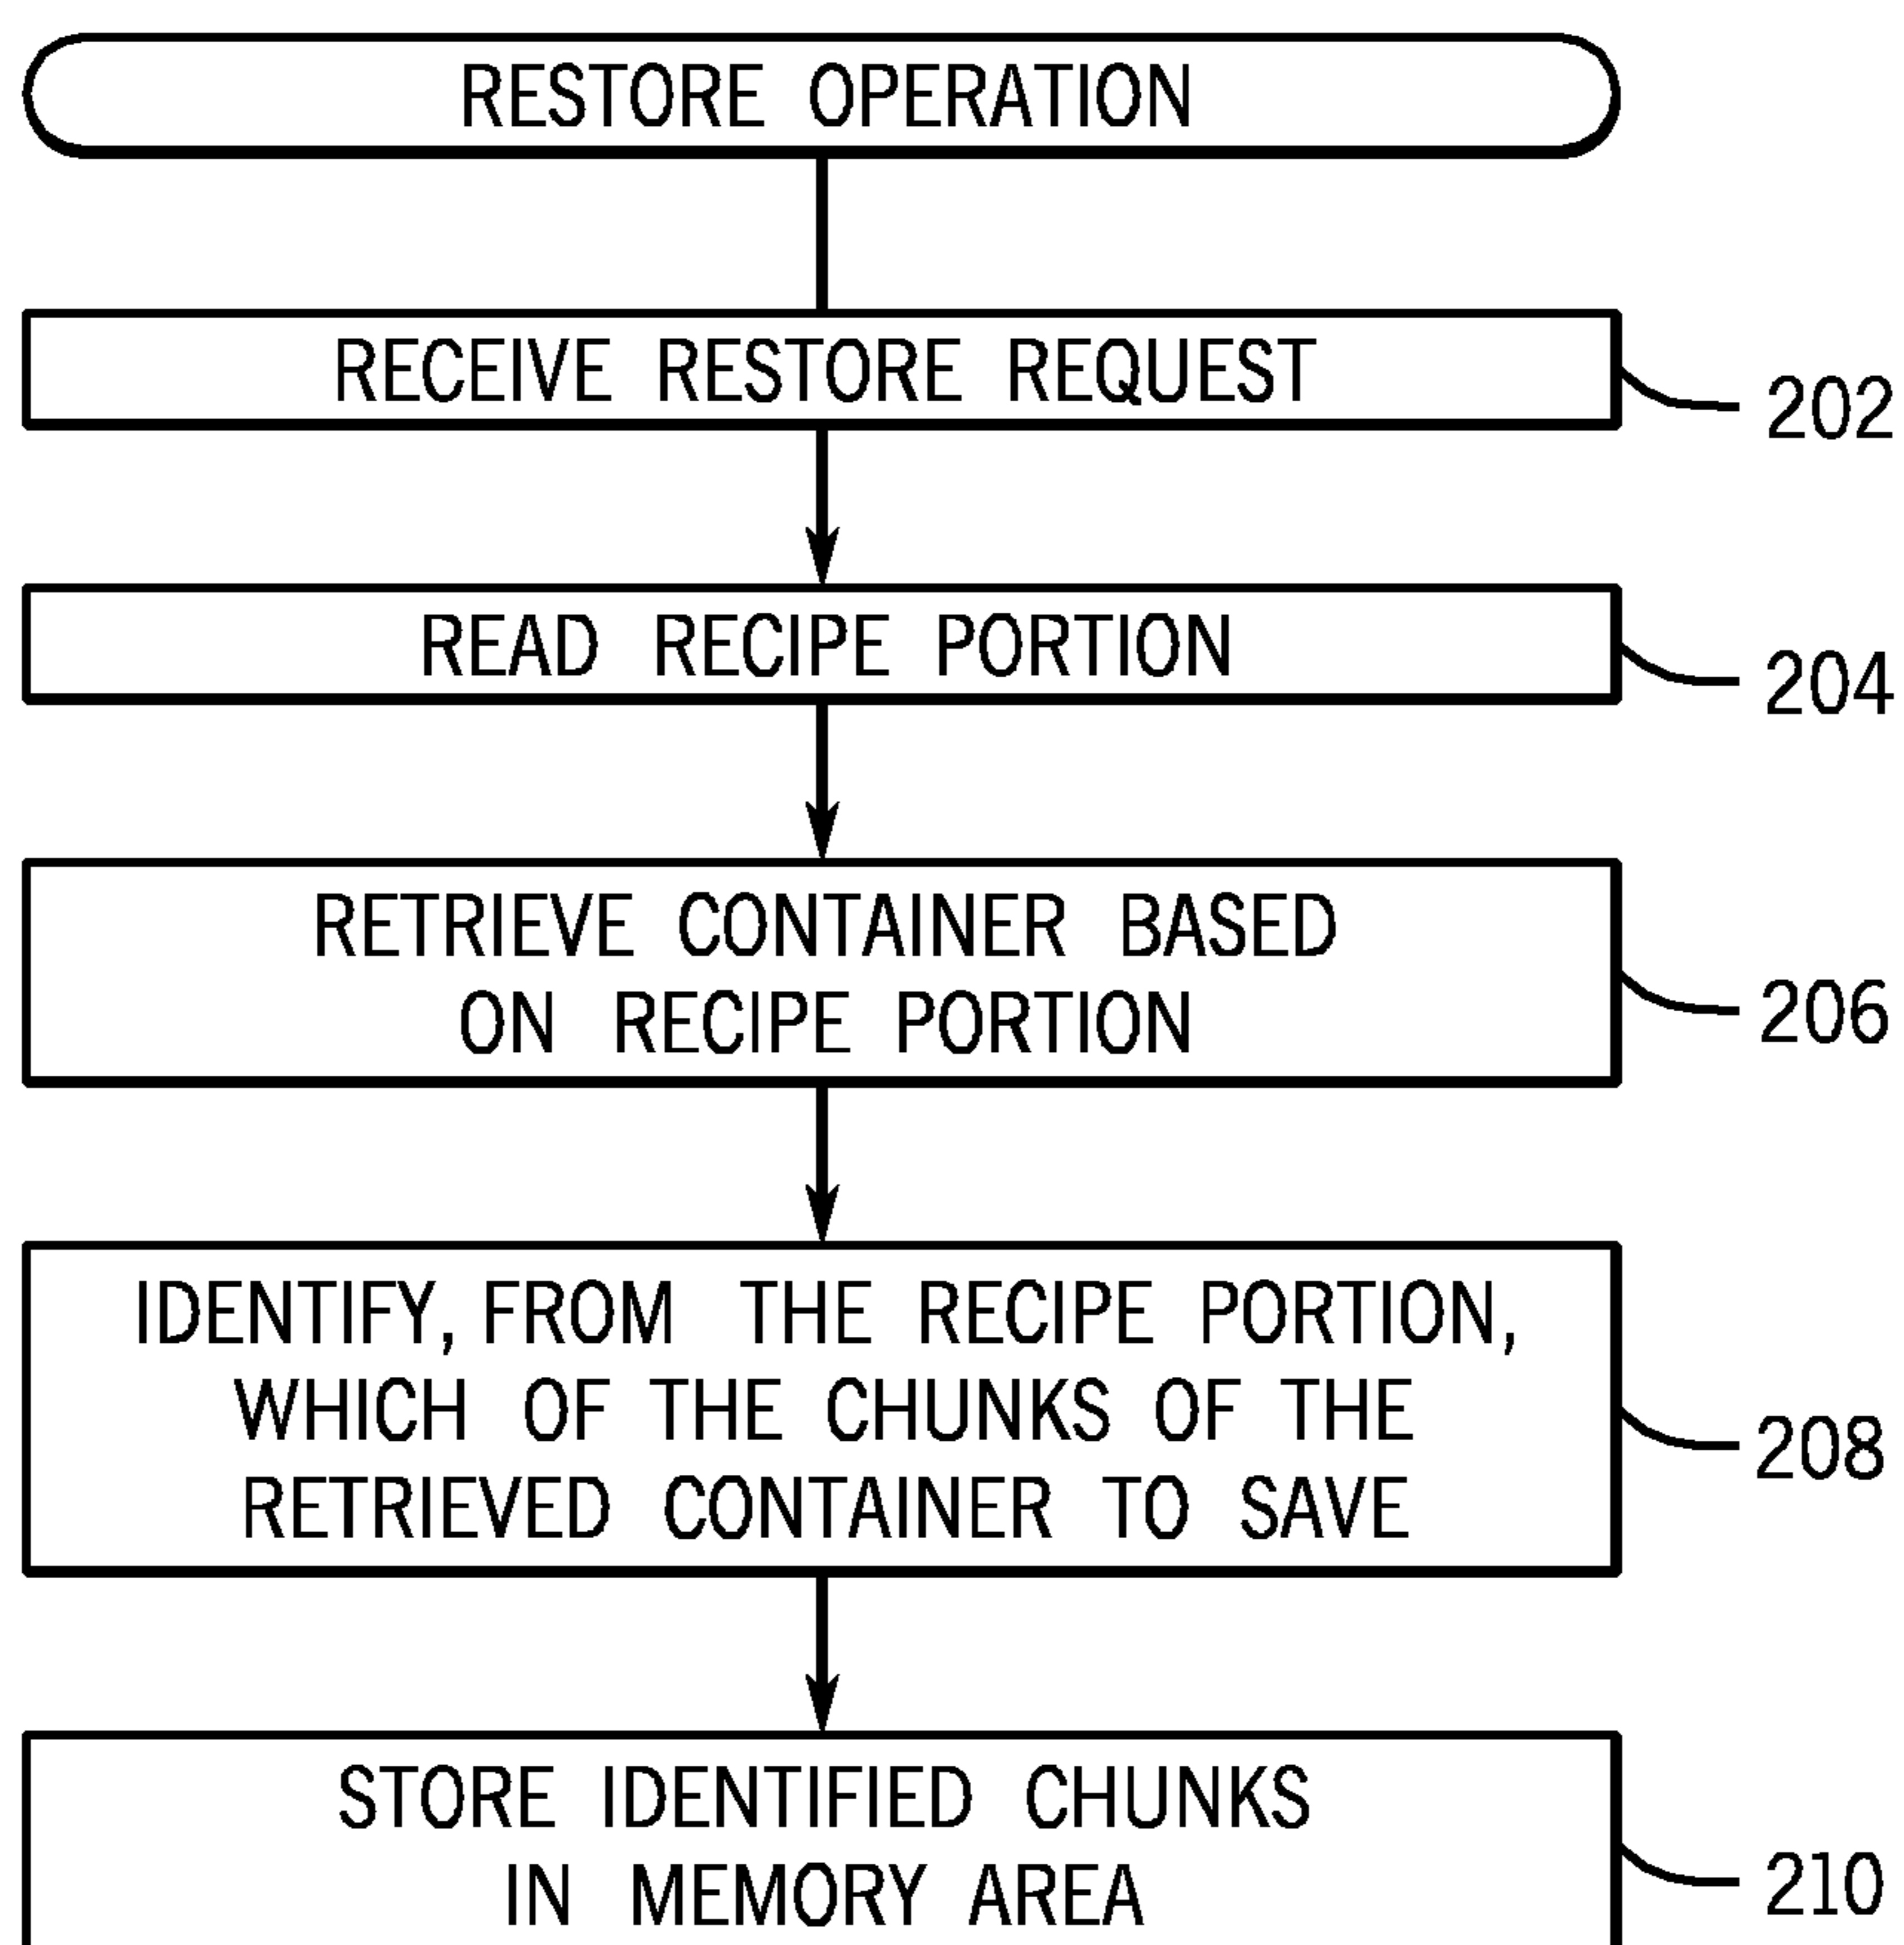 RESTORE OPERATION
RECEIVE RESTORE REQUEST
202
READ RECIPE PORTION
204
RETRIEVE CONTAINER BASED
ON RECIPE PORTION
206
IDENTIFY, FROM THE RECIPE PORTION,
WHICH OF THE CHUNKS OF THE
RETRIEVED CONTAINER TO SAVE
208
STORE IDENTIFIED CHUNKS
IN MEMORY AREA
210